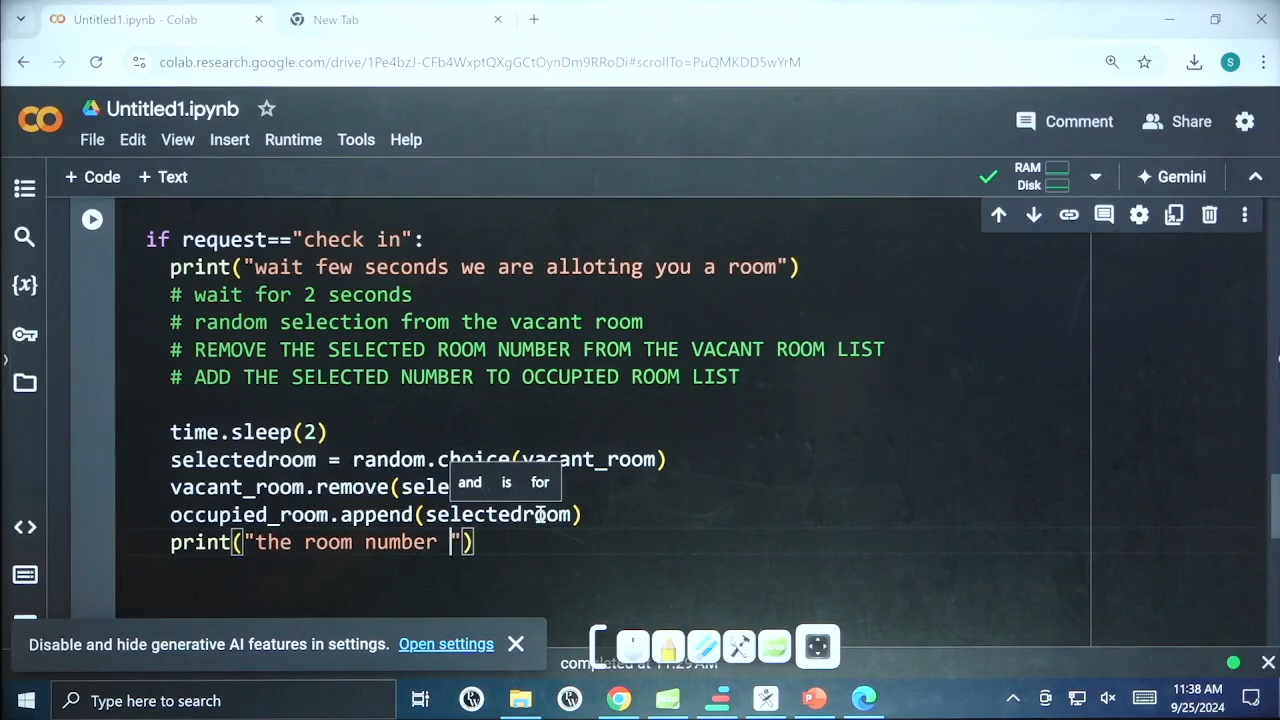 Untitled1.ipynb - Colab
New Tab
colab.research.google.com/drive/1Pe4bzJ-CFb4WxptQXgGCtOynDm9RRoDi#scrollTo=PuQMKDD5wYrM
S
Untitled1.ipynb
Comment
Share
File Edit View Insert Runtime Tools Help
+ Code + Text
RAM
Disk
Gemini
if request=="check in":
print("wait few seconds we are alloting you a room")
# wait for 2 seconds
# random selection from the vacant room
# REMOVE THE SELECTED ROOM NUMBER FROM THE VACANT ROOM LIST
# ADD THE SELECTED NUMBER TO OCCUPIED ROOM LIST
time.sleep(2)
selectedroom = random.choice(vacant_room)
and is for
vacant_room.remove(sele
occupied_room.append(selectedroom)
print("the room number ")
{x}
Disable and hide generative AI features in settings. Open settings
completed at 11:29 AM
Type here to search
11:38 AM
9/25/2024